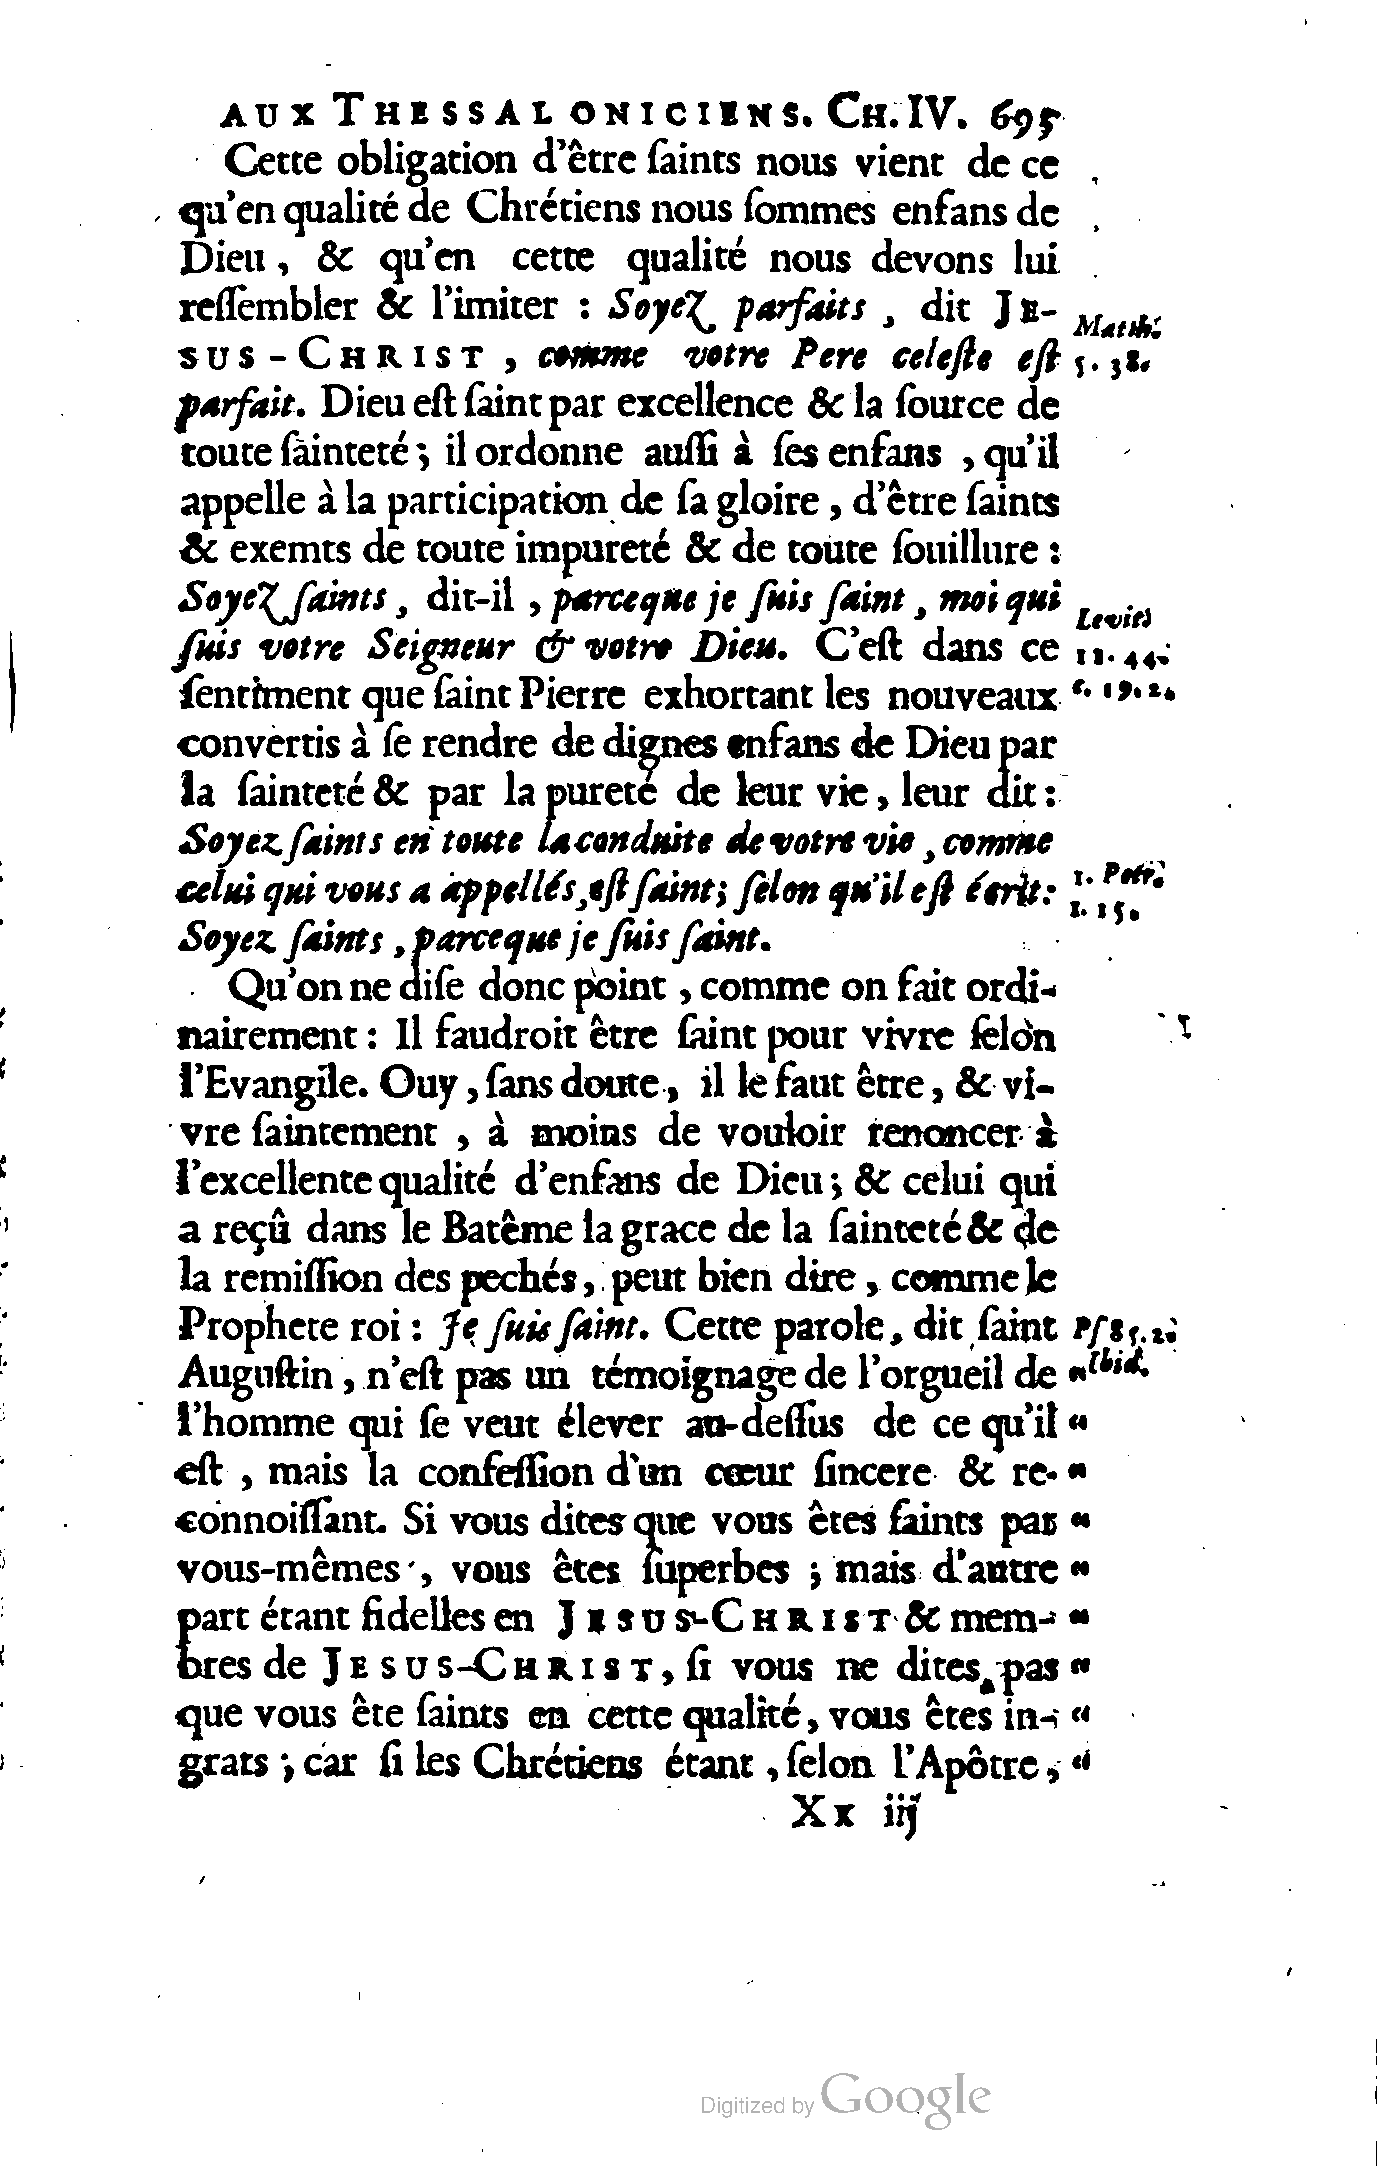 AUX THESSALONICIENS. CH. IV. 695
Cette obligation d'être ſaints nous vient de ce
qu'en qualité de Chrétiens nous ſommes enfans de
Dieu, & qu'en cette qualité nous devons lui
reſſembler & l'imiter : Soyez parfaits, dit JE-
SUS-CHRIST, comme votre Pere celeſte eſt
parfait. Dieu eſt ſaint par excellence & la ſource de
toute ſainteté; il ordonne auſſi à ſes enfans, qu'il
appelle à la participation de ſa gloire, d'être ſaints
& exemts de toute impureté & de toute ſouillure :
Soyez ſaints, dit-il, parceque je ſuis ſaint, moi qui
ſuis votre Seigneur & votre Dieu. C'eſt dans ce
ſentiment que ſaint Pierre exhortant les nouveaux
convertis à ſe rendre de dignes enfans de Dieu par
la ſainteté & par la pureté de leur vie, leur dit :
Soyez ſaints en toute la conduite de votre vie, comme
celui qui vous a appellés, eſt ſaint; ſelon qu'il eſt écrit:
Soyez ſaints, parceque je ſuis ſaint.
Qu'on ne diſe donc point, comme on fait ordi-
nairement : Il faudroit être ſaint pour vivre ſelon
l'Evangile. Ouy, ſans doute, il le faut être, & vi-
vre ſaintement, à moins de vouloir renoncer à
l'excellente qualité d'enfans de Dieu; & celui qui
a reçû dans le Batême la grace de la ſainteté & de
la remiſſion des pechés, peut bien dire, comme le
Prophete roi : Je ſuis ſaint. Cette parole, dit ſaint
Auguſtin, n'eſt pas un témoignage de l'orgueil de "
l'homme qui ſe veut élever au-deſſus de ce qu'il "
eſt, mais la confeſſion d'un cœur ſincere & re- "
connoiſſant. Si vous dites que vous êtes ſaints par "
vous-mêmes, vous êtes ſuperbes ; mais d'autre "
part étant fidelles en JESUS-CHRIST & mem- "
bres de JESUS-CHRIST, ſi vous ne dites pas "
que vous ête ſaints en cette qualité, vous êtes in- "
grats ; car ſi les Chrétiens étant, ſelon l'Apôtre, "
Xx iij
Matth.
5. 38.
Levit.
11. 44.
c. 19. 2.
1. Petr.
1. 15.
Pſ 85. 2.
Ibid.
Digitized by Google